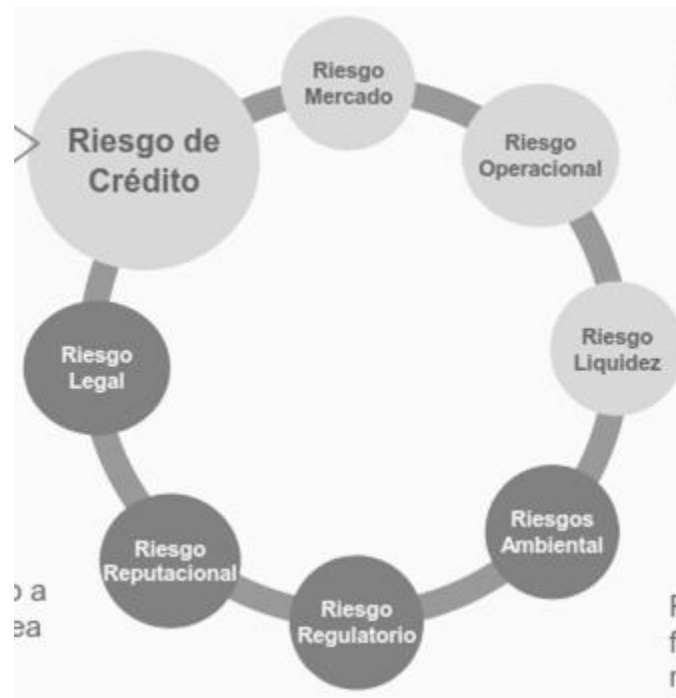 Riesgo
Mercado
Riesgo de
Crédito
Riesgo
Operacional
Riesgo
Liquidez
Riesgo
Legal
Riesgos
Ambiental
Riesgo
Reputacional
Riesgo
Regulatorio
a